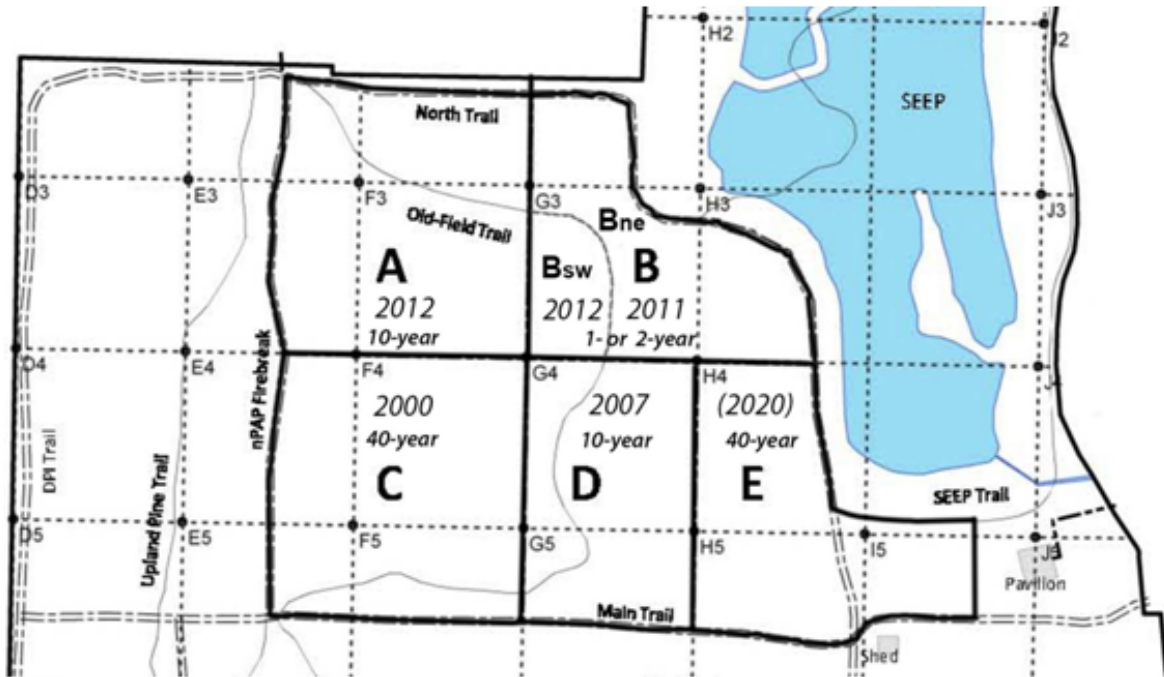 H2
J2
SEEP
North Trail
D3
E3
F3
G3
H3
J3
Old-Field Trail
Bne
A
Bsw
B
2012
2012
2011
10-year
1- or 2-year
nPAP Firebreak
D4
E4
F4
G4
H4
J4
2000
2007
(2020)
40-year
10-year
40-year
DPI Trail
Upland Pine Trail
C
D
E
SEEP Trail
D5
E5
F5
G5
H5
I5
J5
Pavilion
Main Trail
Shed